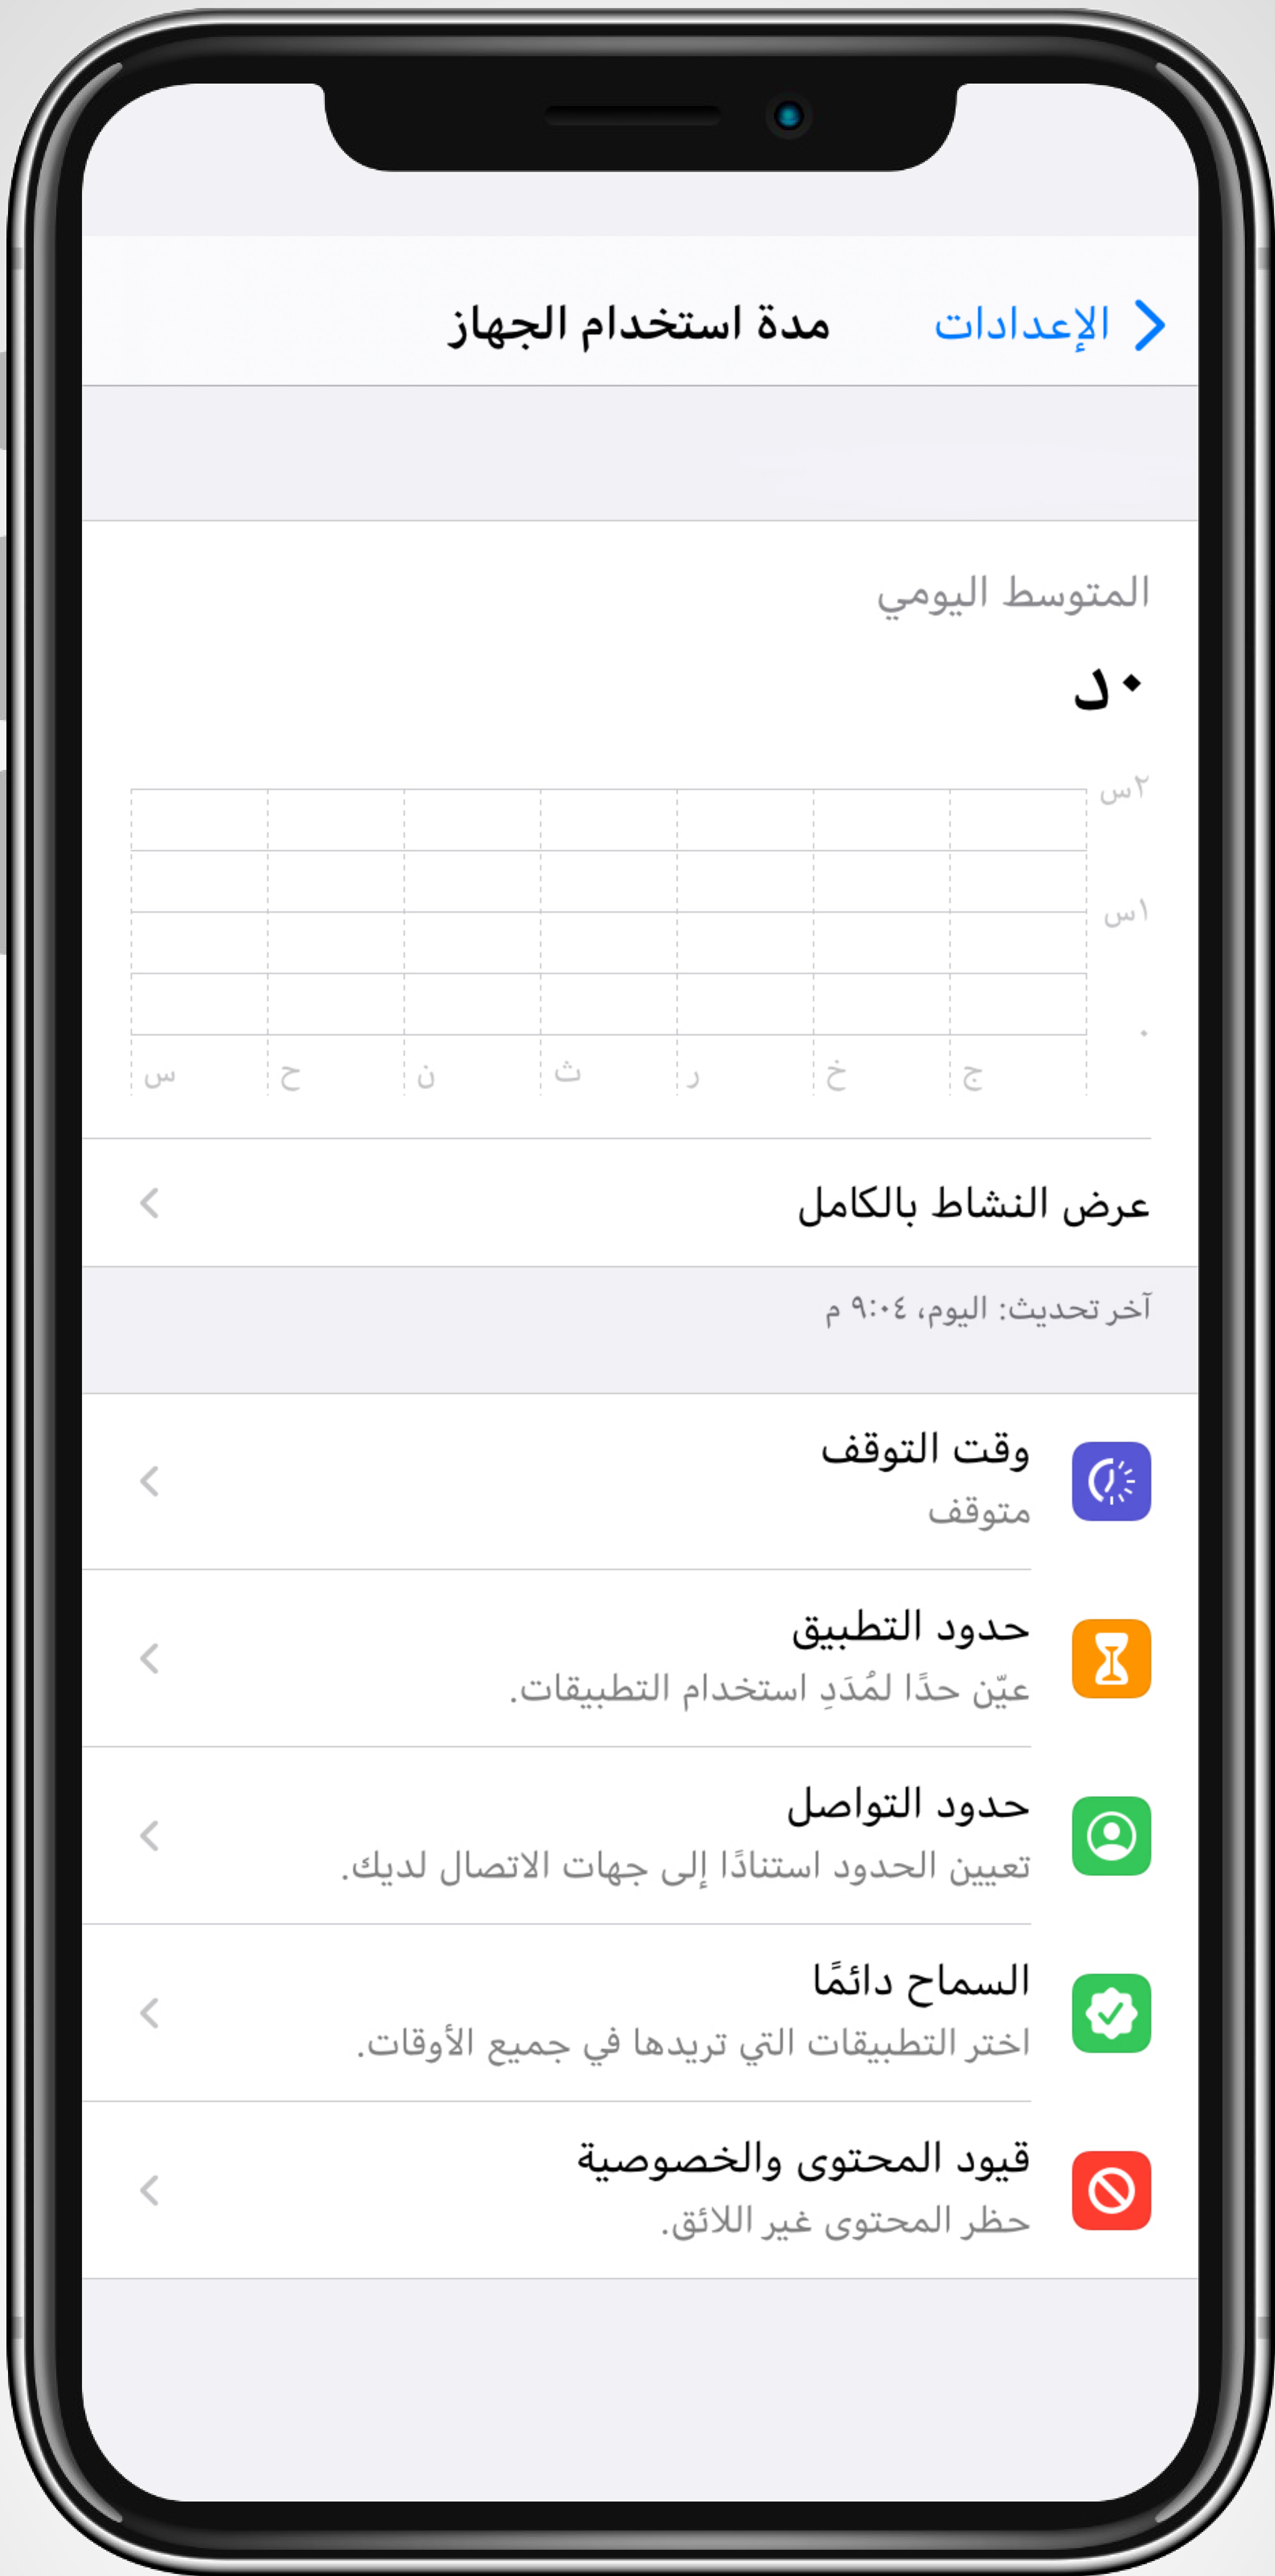 الإعدادات
مدة استخدام الجهاز
المتوسط اليومي
٠د
٢س
١س
٠
ج خ ر ث ن ح س
عرض النشاط بالكامل
آخر تحديث: اليوم، ٩:٠٤ م
وقت التوقف
متوقف
حدود التطبيق
عيّن حدًا لمُدَدِ استخدام التطبيقات.
حدود التواصل
تعيين الحدود استنادًا إلى جهات الاتصال لديك.
السماح دائمًا
اختر التطبيقات التي تريدها في جميع الأوقات.
قيود المحتوى والخصوصية
حظر المحتوى غير اللائق.